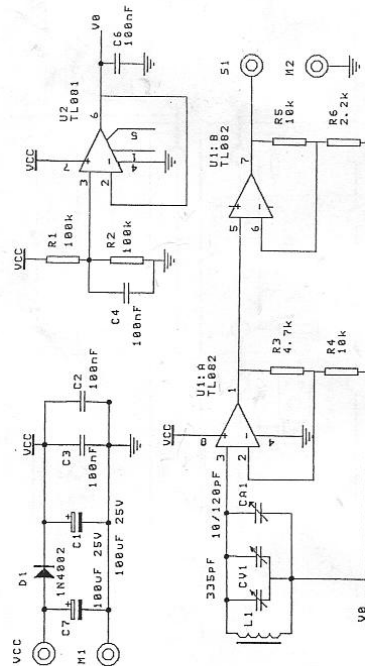 VCC
M1
D1
1N4002
C7
100uF 25V
C1
100uF 25V
VCC
C3
100nF
C2
100nF
VCC
R1
100k
R2
100k
C4
100nF
VCC
U2
TL081
7
3
2
6
4
1
5
V0
C6
100nF
L1
335pF
CV1
10/120pF
CA1
V0
VCC
U1:A
TL082
8
3
2
1
4
R3
4.7k
R4
10k
U1:B
TL082
5
6
7
R5
10k
R6
2.2k
S1
M2